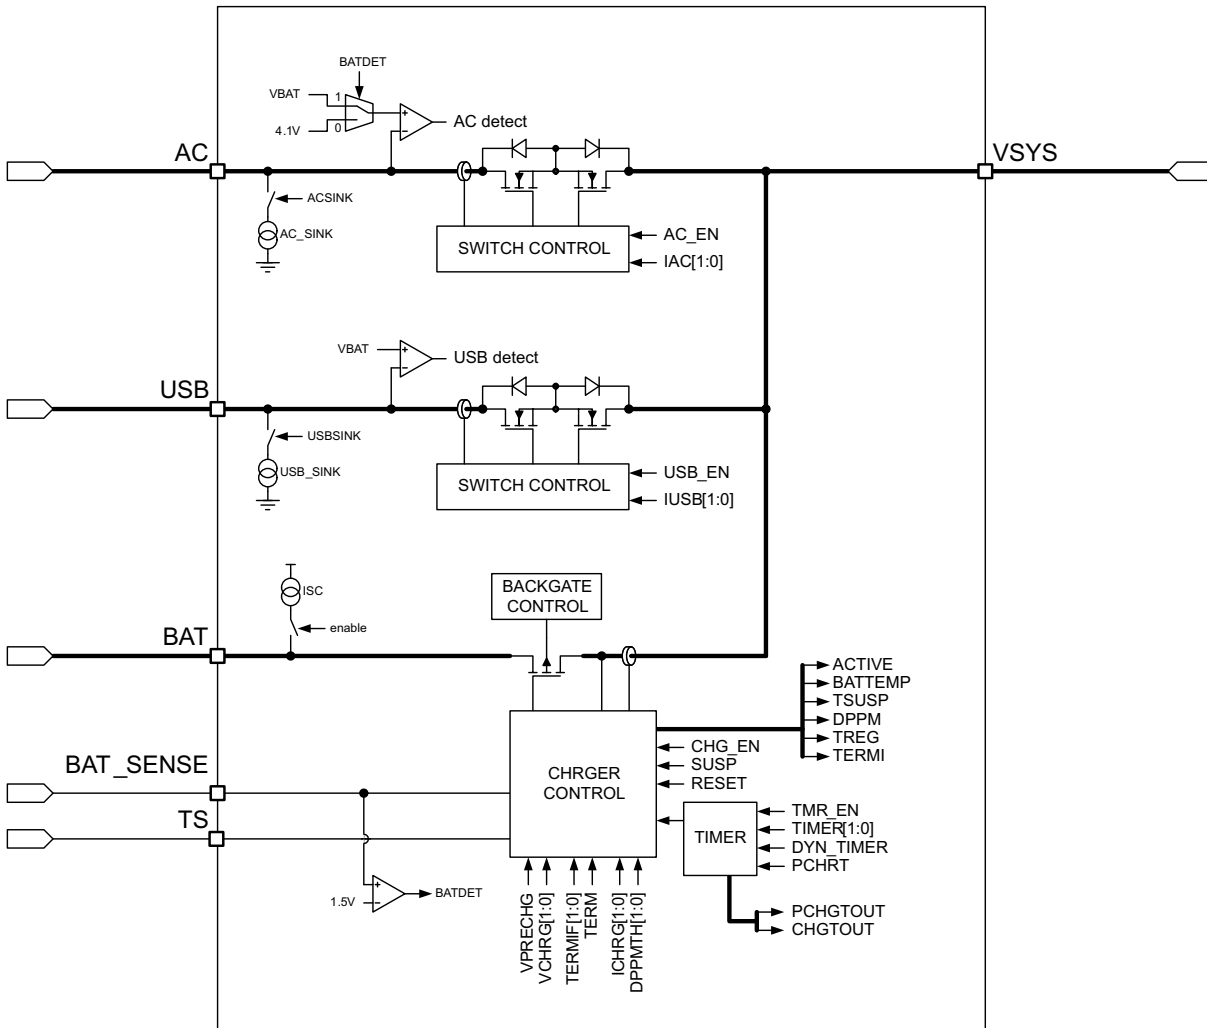 BATDET
VBAT
1
4.1V
0
+
−
AC detect
AC
VSYS
ACSINK
AC_SINK
SWITCH CONTROL
AC_EN
IAC[1:0]
VBAT
+
−
USB detect
USB
USBSINK
USB_SINK
SWITCH CONTROL
USB_EN
IUSB[1:0]
ISC
enable
BACKGATE
CONTROL
BAT
ACTIVE
BATTEMP
TSUSP
DPPM
TREG
TERMI
BAT_SENSE
TS
CHRGER
CONTROL
CHG_EN
SUSP
RESET
TIMER
TMR_EN
TIMER[1:0]
DYN_TIMER
PCHRT
1.5V
+
−
BATDET
VPRECHG
VCHRG[1:0]
TERMIF[1:0]
TERM
ICHRG[1:0]
DPPMTH[1:0]
PCHGTOUT
CHGTOUT